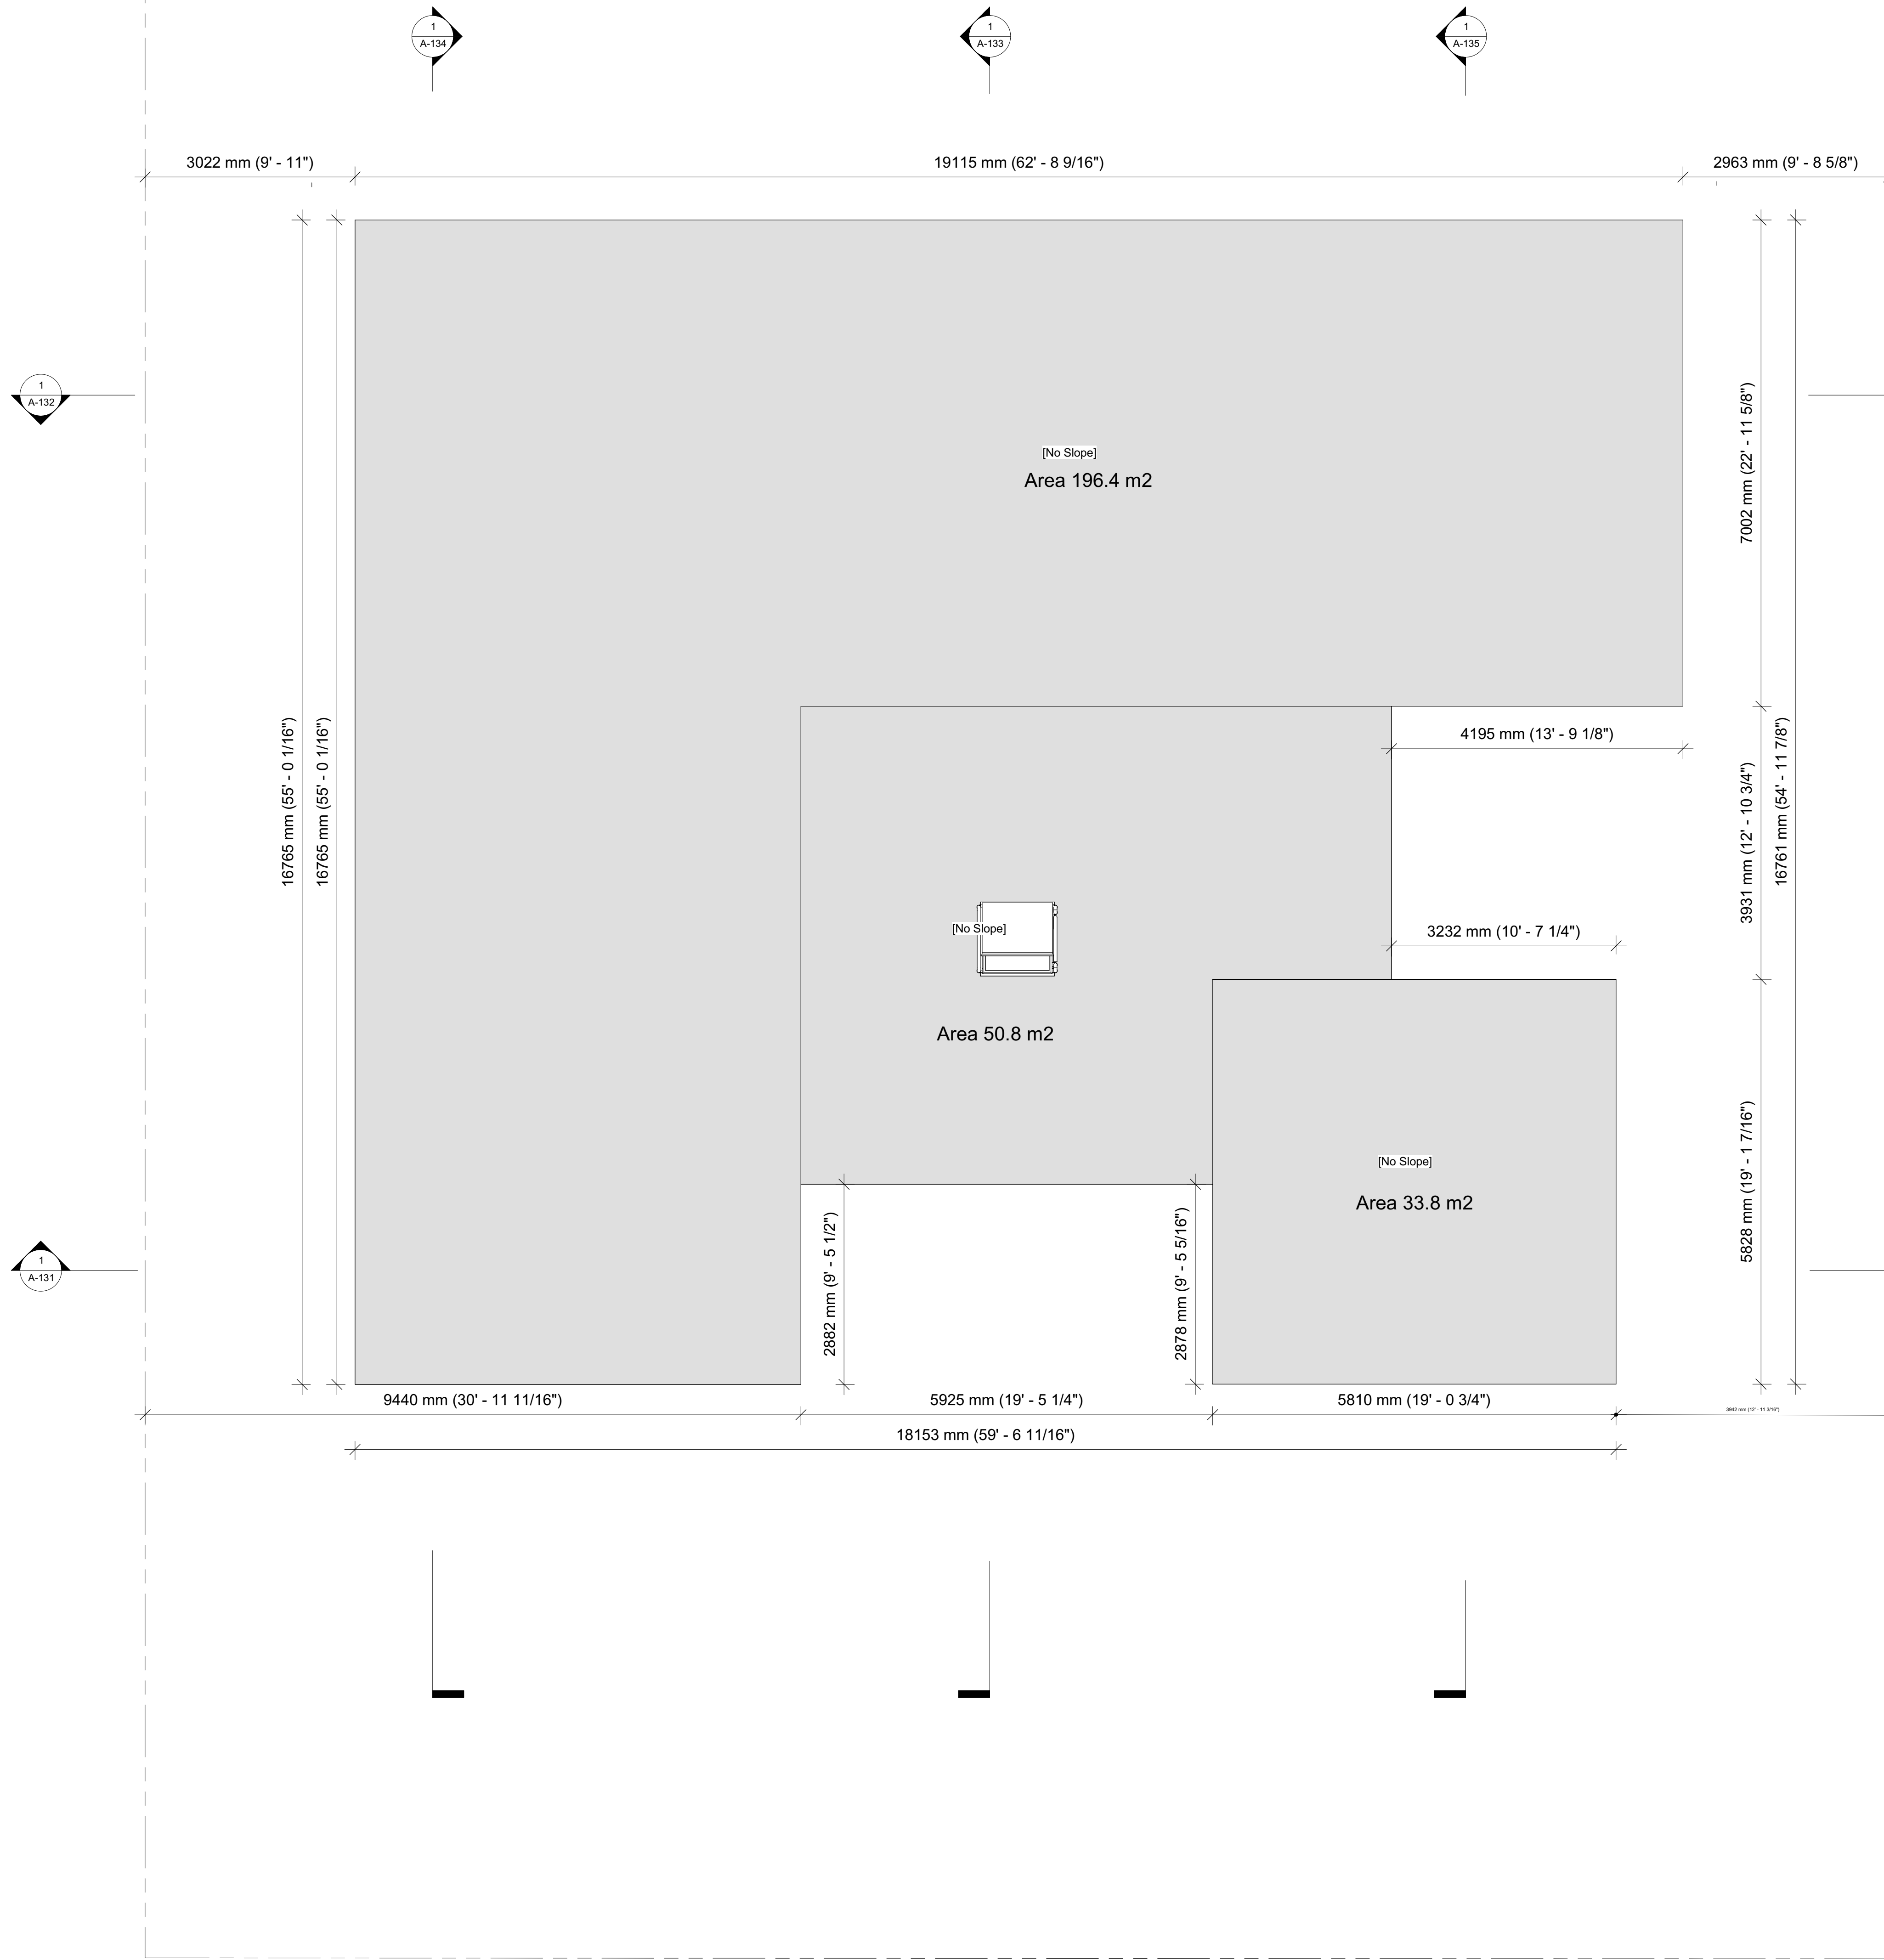 1
A-134
1
A-133
1
A-135
3022 mm (9' - 11")
19115 mm (62' - 8 9/16")
2963 mm (9' - 8 5/8")
1
A-132
[No Slope]
Area 196.4 m2
7002 mm (22' - 11 5/8")
16765 mm (55' - 0 1/16")
16765 mm (55' - 0 1/16")
4195 mm (13' - 9 1/8")
3931 mm (12' - 10 3/4")
16761 mm (54' - 11 7/8")
[No Slope]
3232 mm (10' - 7 1/4")
Area 50.8 m2
[No Slope]
Area 33.8 m2
5828 mm (19' - 1 7/16")
1
A-131
2882 mm (9' - 5 1/2")
2878 mm (9' - 5 5/16")
9440 mm (30' - 11 11/16")
5925 mm (19' - 5 1/4")
5810 mm (19' - 0 3/4")
3942 mm (12' - 11 3/16")
18153 mm (59' - 6 11/16")